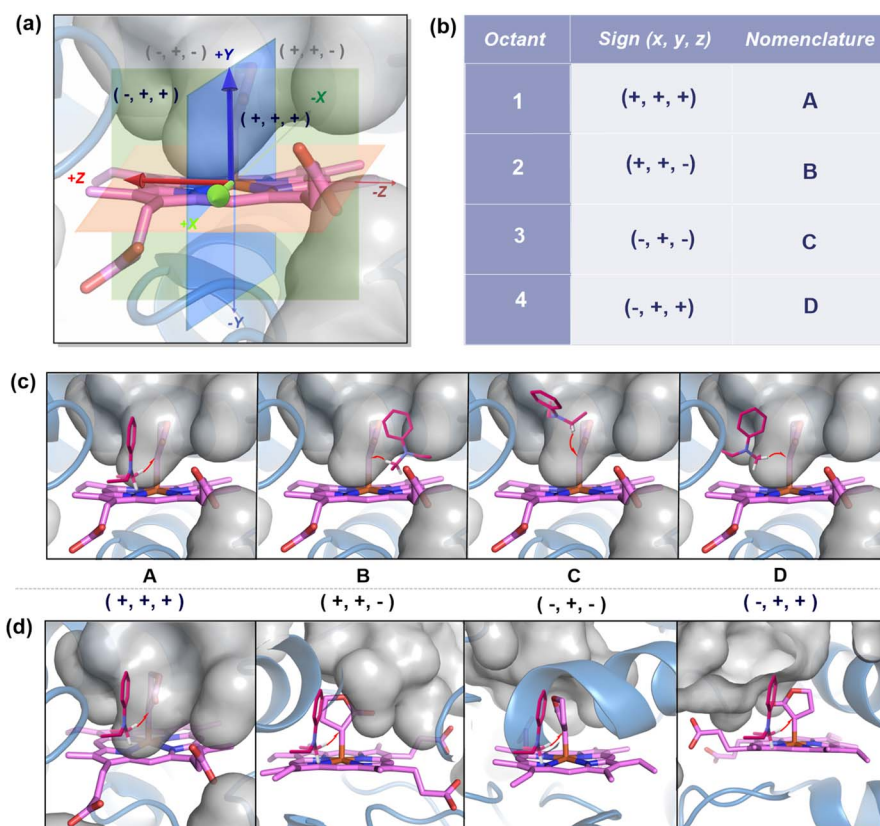 (a)
(-, +, -)
+Y
(+, +, -)
(-, +, +)
-X
(+, +, +)
+Z
-Z
+X
-Y
(b)
Octant Sign (x, y, z) Nomenclature
1 (+, +, +) A
2 (+, +, -) B
3 (-, +, -) C
4 (-, +, +) D
(c)
A B C D
(+, +, +) (+, +, -) (-, +, -) (-, +, +)
(d)